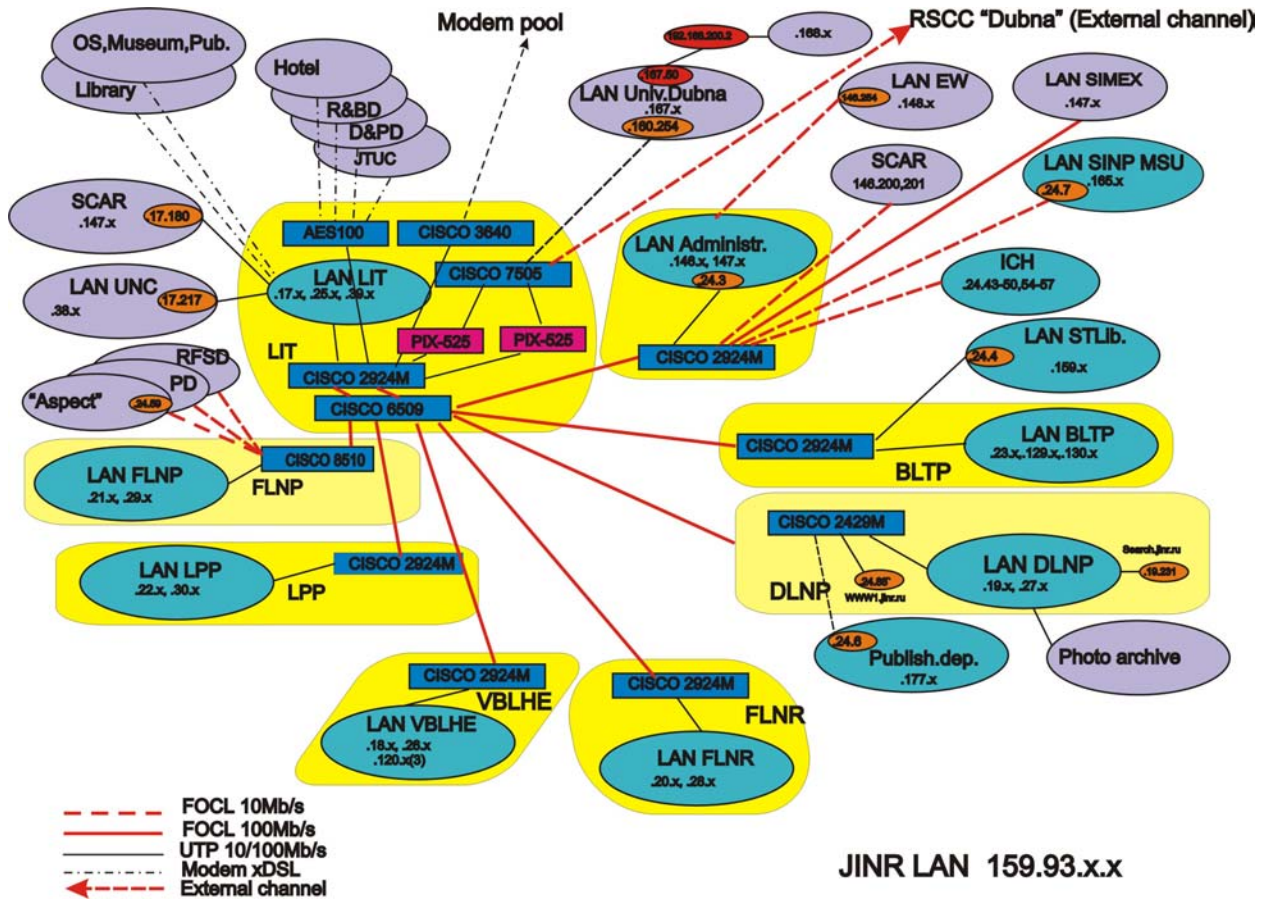 OS,Museum,Pub.
Library
Hotel
R&BD
D&PD
JTUC
Modem pool
192.168.200.2
.168.x
RSCC "Dubna" (External channel)
.167.50
LAN Univ.Dubna
.167.x
.160.254
146.254
LAN EW
.148.x
LAN SIMEX
.147.x
SCAR
146.200,201
LAN SINP MSU
.24.7
.165.x
SCAR
.147.x
17.180
AES100
CISCO 3640
CISCO 7505
LAN LIT
.17.x, .25.x, .39.x
LAN Administr.
.146.x, 147.x
.24.3
ICH
.24.43-50,54-57
LAN UNC
.38.x
17.217
PIX-525
PIX-525
LIT
CISCO 2924M
CISCO 6509
CISCO 2924M
LAN STLib.
.24.4
.159.x
RFSD
PD
"Aspect"
.24.59
CISCO 8510
LAN FLNP
.21.x, .29.x
FLNP
CISCO 2924M
LAN BLTP
.23.x,.129.x,.130.x
BLTP
CISCO 2429M
LAN DLNP
.19.x, .27.x
Search.jinr.ru
.19.231
DLNP
WWW1.jinr.ru
LAN LPP
.22.x, .30.x
CISCO 2924M
LPP
.24.6
Publish.dep.
.177.x
Photo archive
CISCO 2924M
VBLHE
LAN VBLHE
.18.x, .26.x
.120.x(3)
CISCO 2924M
FLNR
LAN FLNR
.20.x, .28.x
FOCL 10Mb/s
FOCL 100Mb/s
UTP 10/100Mb/s
Modem xDSL
External channel
JINR LAN 159.93.x.x